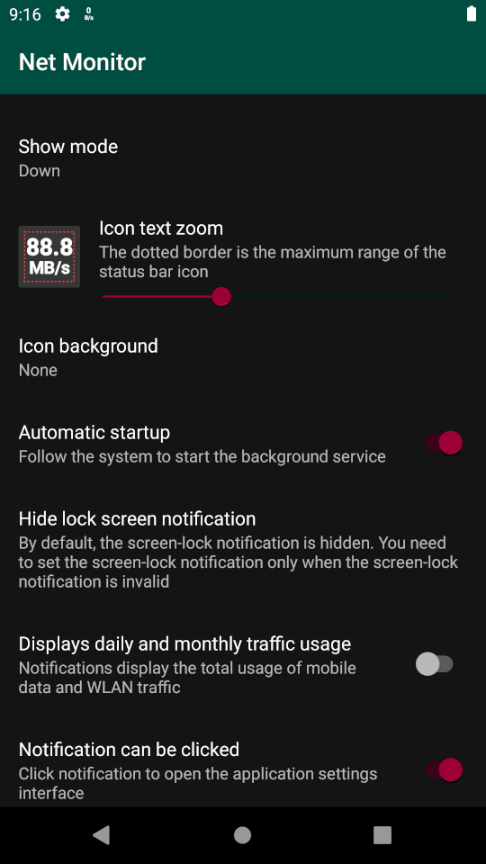 9:16
0
B/s
Net Monitor
Show mode
Down
88.8
MB/s
Icon text zoom
The dotted border is the maximum range of the
status bar icon
Icon background
None
Automatic startup
Follow the system to start the background service
Hide lock screen notification
By default, the screen-lock notification is hidden. You need
to set the screen-lock notification only when the screen-lock
notification is invalid
Displays daily and monthly traffic usage
Notifications display the total usage of mobile
data and WLAN traffic
Notification can be clicked
Click notification to open the application settings
interface